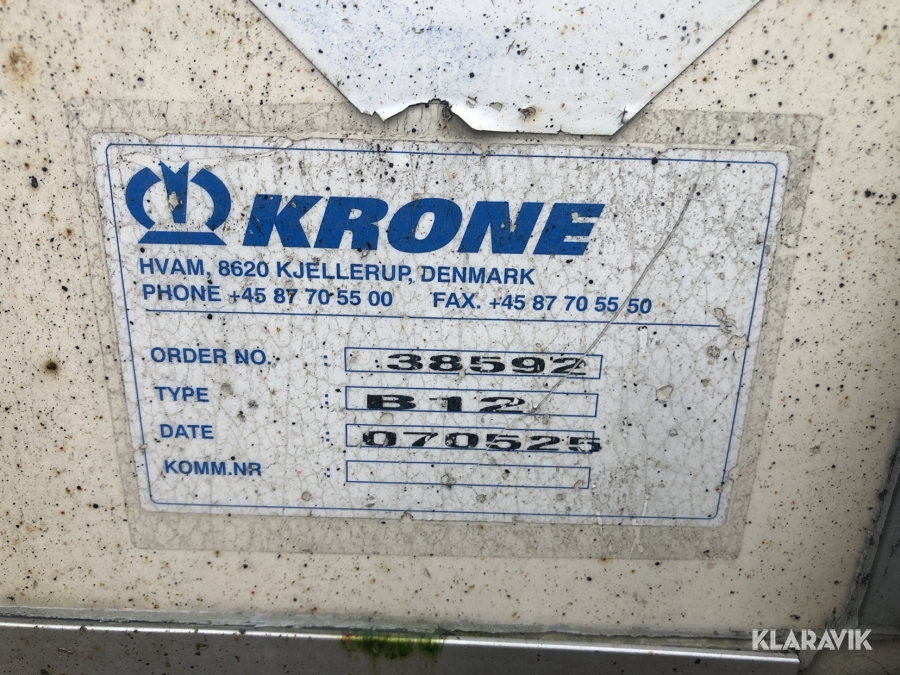 KRONE
HVAM, 8620 KJELLERUP, DENMARK
PHONE +45 87 70 55 00 FAX. +45 87 70 55 50
ORDER NO. : 38592
TYPE : B12
DATE : 070525
KOMM.NR :
KLARAVIK